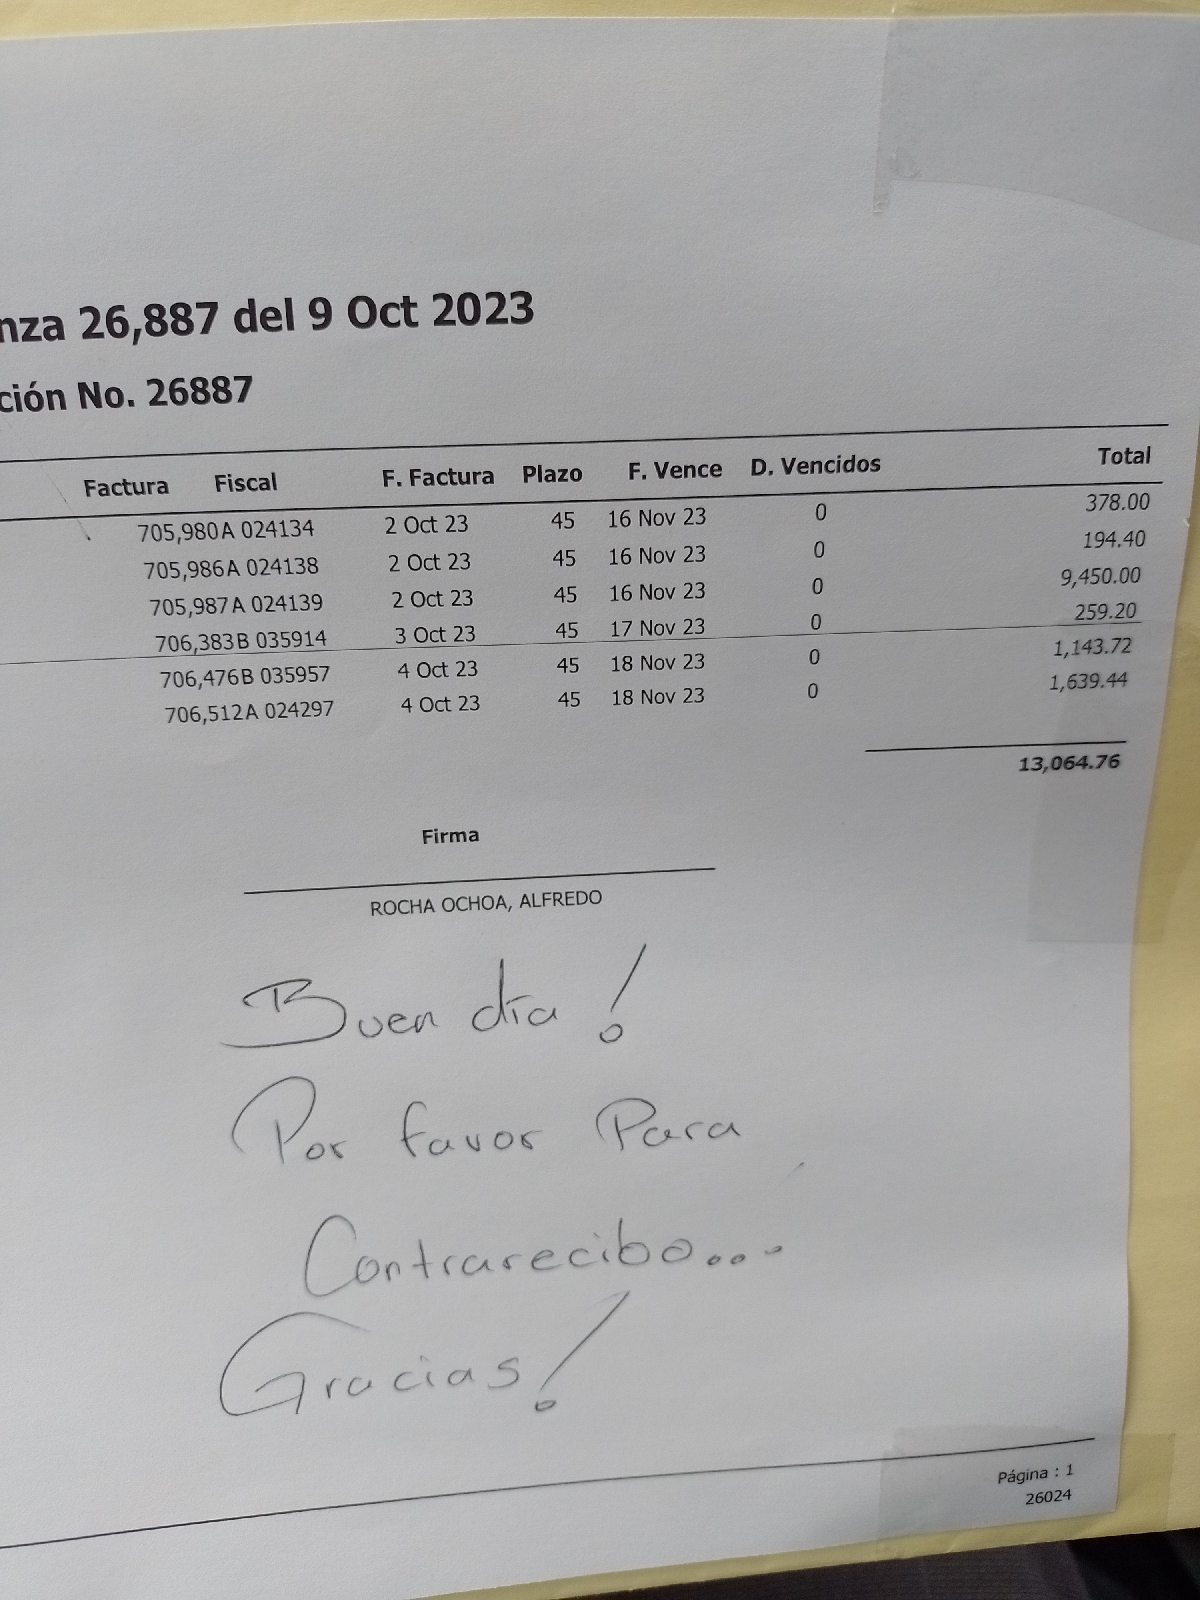 nza 26,887 del 9 Oct 2023
ción No. 26887
Factura Fiscal F. Factura Plazo F. Vence D. Vencidos Total
705,980A 024134 2 Oct 23 45 16 Nov 23 0 378.00
705,986A 024138 2 Oct 23 45 16 Nov 23 0 194.40
705,987A 024139 2 Oct 23 45 16 Nov 23 0 9,450.00
706,383B 035914 3 Oct 23 45 17 Nov 23 0 259.20
706,476B 035957 4 Oct 23 45 18 Nov 23 0 1,143.72
706,512A 024297 4 Oct 23 45 18 Nov 23 0 1,639.44
13,064.76
Firma
ROCHA OCHOA, ALFREDO
Buen día!
Por favor Para
Contrarecibo...
Gracias!
Página : 1
26024